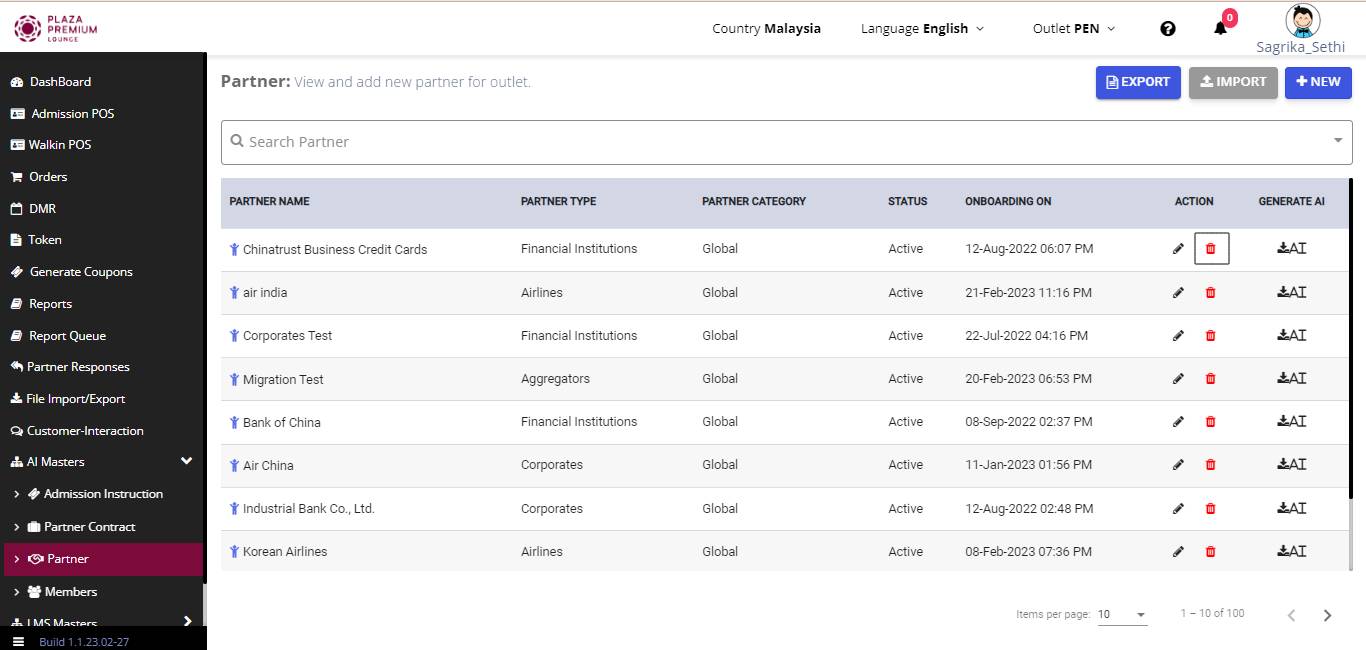 PLAZA
PREMIUM
LOUNGE
Country Malaysia
Language English
Outlet PEN
0
Sagrika_Sethi
DashBoard
Admission POS
Walkin POS
Orders
DMR
Token
Generate Coupons
Reports
Report Queue
Partner Responses
File Import/Export
Customer-Interaction
AI Masters
Admission Instruction
Partner Contract
Partner
Members
LMS Masters
Build 1.1.23.02-27
Partner: View and add new partner for outlet.
EXPORT
IMPORT
NEW
Search Partner
PARTNER NAME PARTNER TYPE PARTNER CATEGORY STATUS ONBOARDING ON ACTION GENERATE AI
Chinatrust Business Credit Cards Financial Institutions Global Active 12-Aug-2022 06:07 PM AI
air india Airlines Global Active 21-Feb-2023 11:16 PM AI
Corporates Test Financial Institutions Global Active 22-Jul-2022 04:16 PM AI
Migration Test Aggregators Global Active 20-Feb-2023 06:53 PM AI
Bank of China Financial Institutions Global Active 08-Sep-2022 02:37 PM AI
Air China Corporates Global Active 11-Jan-2023 01:56 PM AI
Industrial Bank Co., Ltd. Corporates Global Active 12-Aug-2022 02:48 PM AI
Korean Airlines Airlines Global Active 08-Feb-2023 07:36 PM AI
Items per page: 10 1 – 10 of 100